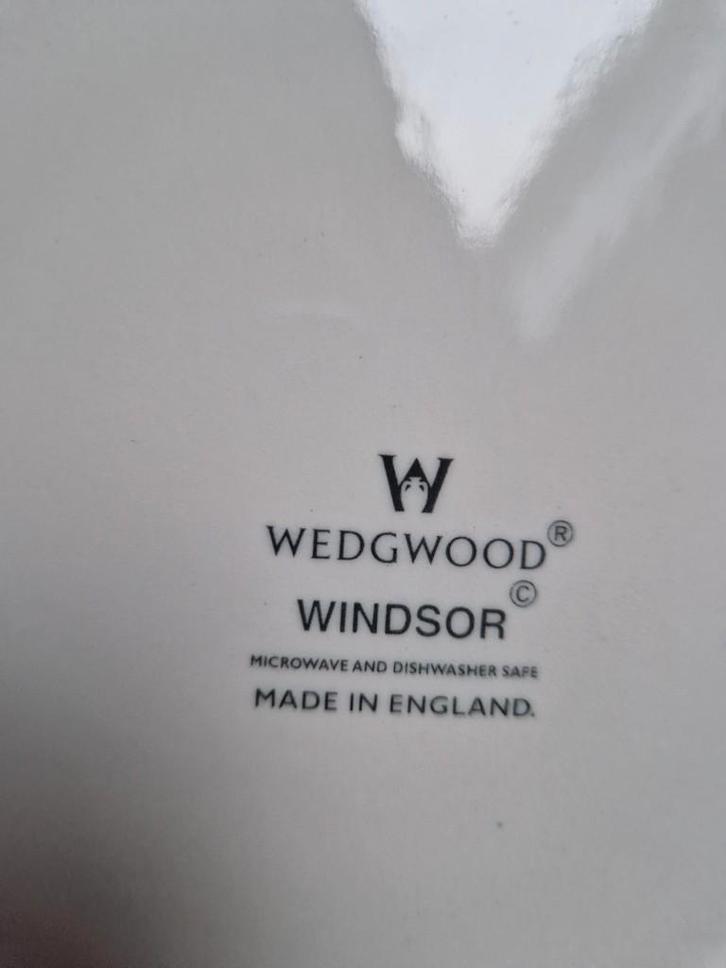 W
WEDGWOOD®
WINDSOR©
MICROWAVE AND DISHWASHER SAFE
MADE IN ENGLAND.